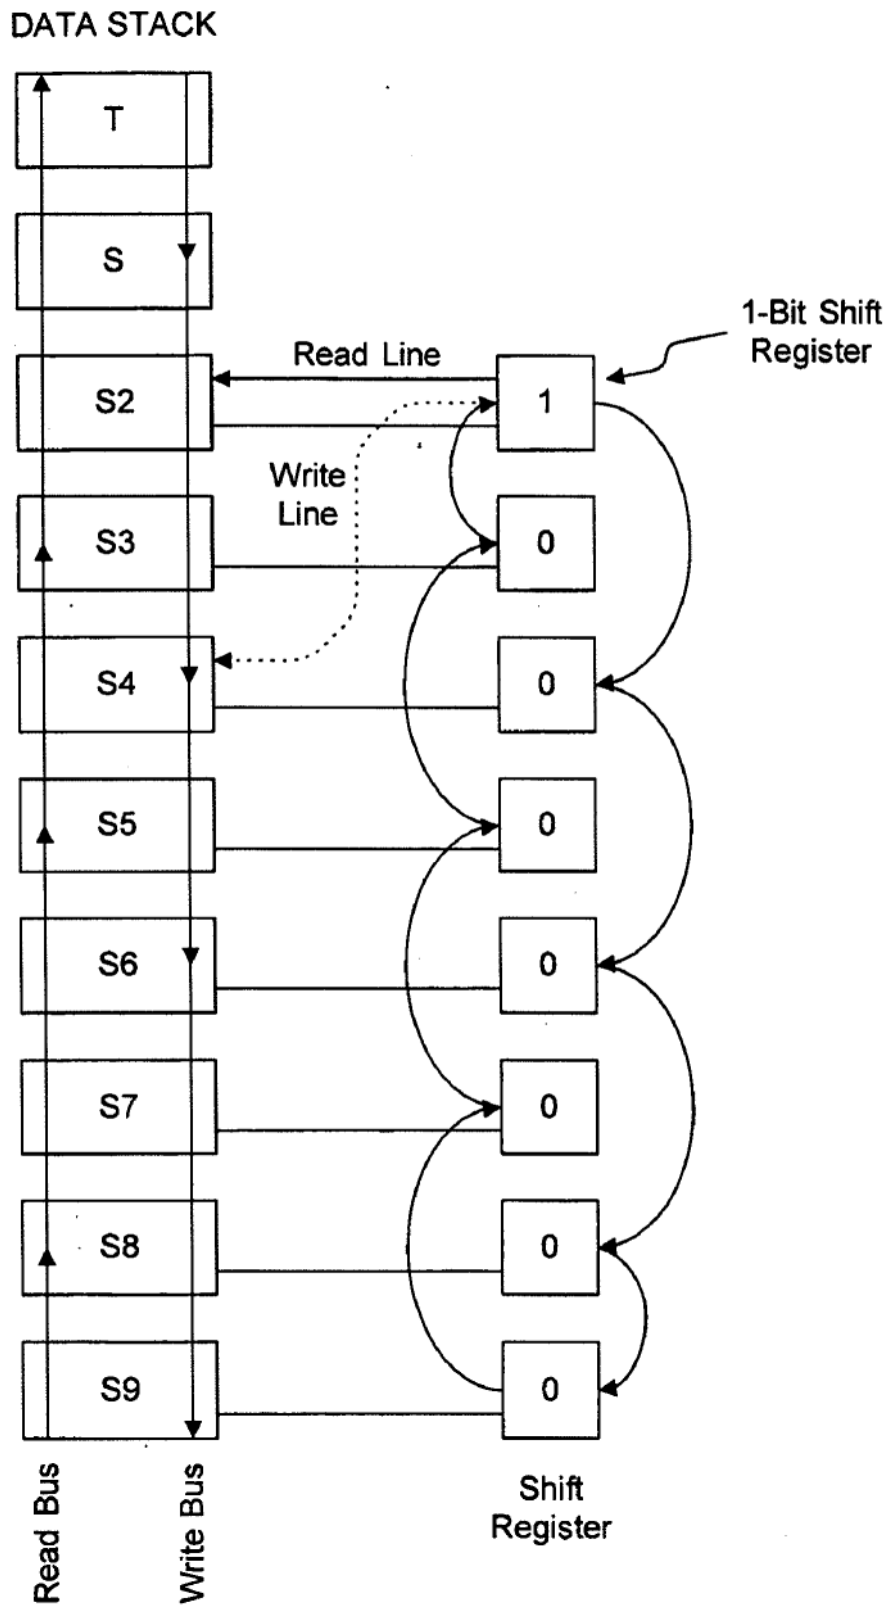 DATA STACK
T
S
1-Bit Shift
Register
Read Line
S2
1
Write
Line
S3
0
S4
0
S5
0
S6
0
S7
0
S8
0
S9
0
Read Bus
Write Bus
Shift
Register